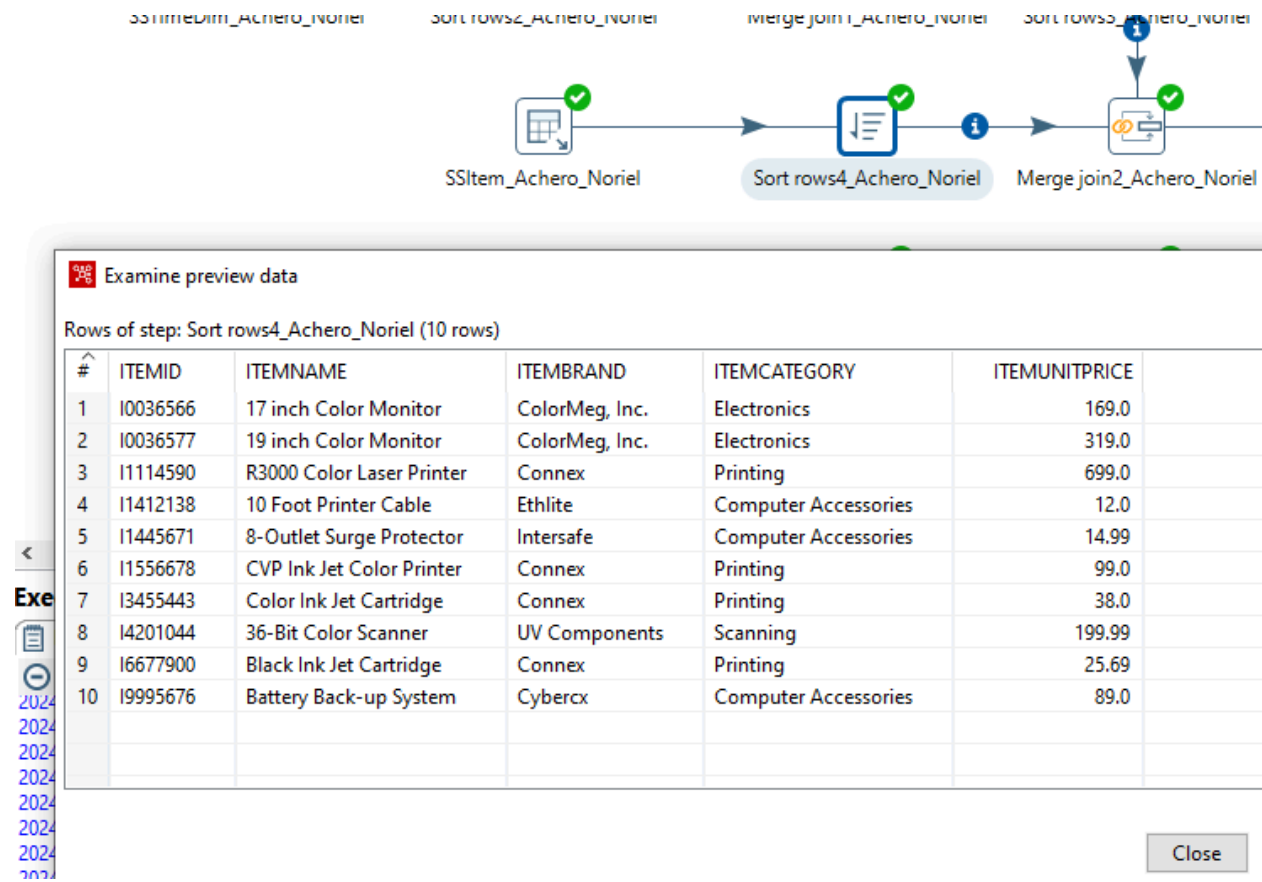 SSTimeDim_Achero_Noriel Sort rows2_Achero_Noriel Merge join1_Achero_Noriel Sort rows3_Achero_Noriel
SSItem_Achero_Noriel Sort rows4_Achero_Noriel Merge join2_Achero_Noriel
Examine preview data
Rows of step: Sort rows4_Achero_Noriel (10 rows)
# ITEMID ITEMNAME ITEMBRAND ITEMCATEGORY ITEMUNITPRICE
1 I0036566 17 inch Color Monitor ColorMeg, Inc. Electronics 169.0
2 I0036577 19 inch Color Monitor ColorMeg, Inc. Electronics 319.0
3 I1114590 R3000 Color Laser Printer Connex Printing 699.0
4 I1412138 10 Foot Printer Cable Ethlite Computer Accessories 12.0
5 I1445671 8-Outlet Surge Protector Intersafe Computer Accessories 14.99
6 I1556678 CVP Ink Jet Color Printer Connex Printing 99.0
7 I3455443 Color Ink Jet Cartridge Connex Printing 38.0
8 I4201044 36-Bit Color Scanner UV Components Scanning 199.99
9 I6677900 Black Ink Jet Cartridge Connex Printing 25.69
10 I9995676 Battery Back-up System Cybercx Computer Accessories 89.0
Exe
2024
2024
2024
2024
2024
2024
2024
2024
Close